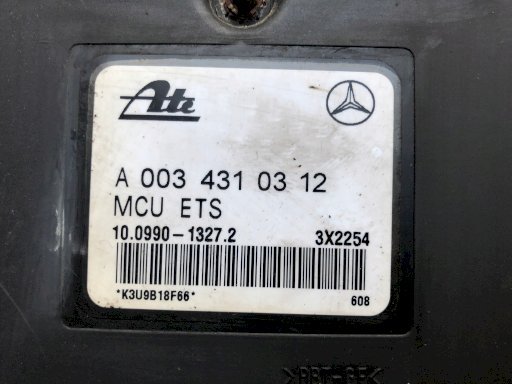 Ate
A 003 431 03 12
MCU ETS
10.0990-1327.2 3X2254
*K3U9B18F66* 608